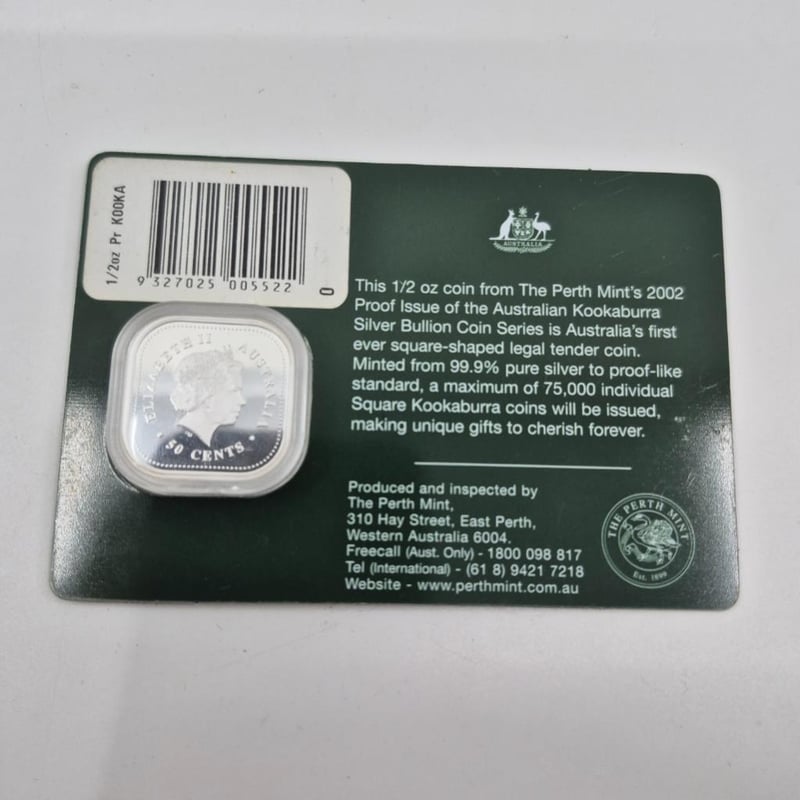 1/2oz Pr KOOKA
9 327025 005522
0
ELIZABETH II AUSTRALIA
50 CENTS
AUSTRALIA
This 1/2 oz coin from The Perth Mint's 2002
Proof Issue of the Australian Kookaburra
Silver Bullion Coin Series is Australia's first
ever square-shaped legal tender coin.
Minted from 99.9% pure silver to proof-like
standard, a maximum of 75,000 individual
Square Kookaburra coins will be issued,
making unique gifts to cherish forever.
Produced and inspected by
The Perth Mint,
310 Hay Street, East Perth,
Western Australia 6004.
Freecall (Aust. Only) - 1800 098 817
Tel (International) - (61 8) 9421 7218
Website - www.perthmint.com.au
THE PERTH MINT
Est. 1899